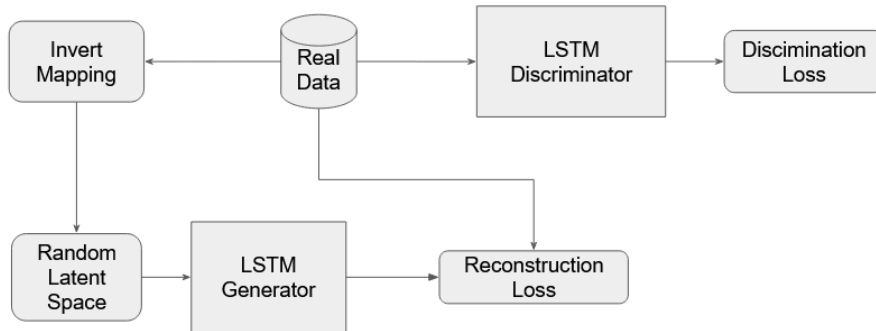 Invert
Mapping
Real
Data
LSTM
Discriminator
Discimination
Loss
Random
Latent
Space
LSTM
Generator
Reconstruction
Loss